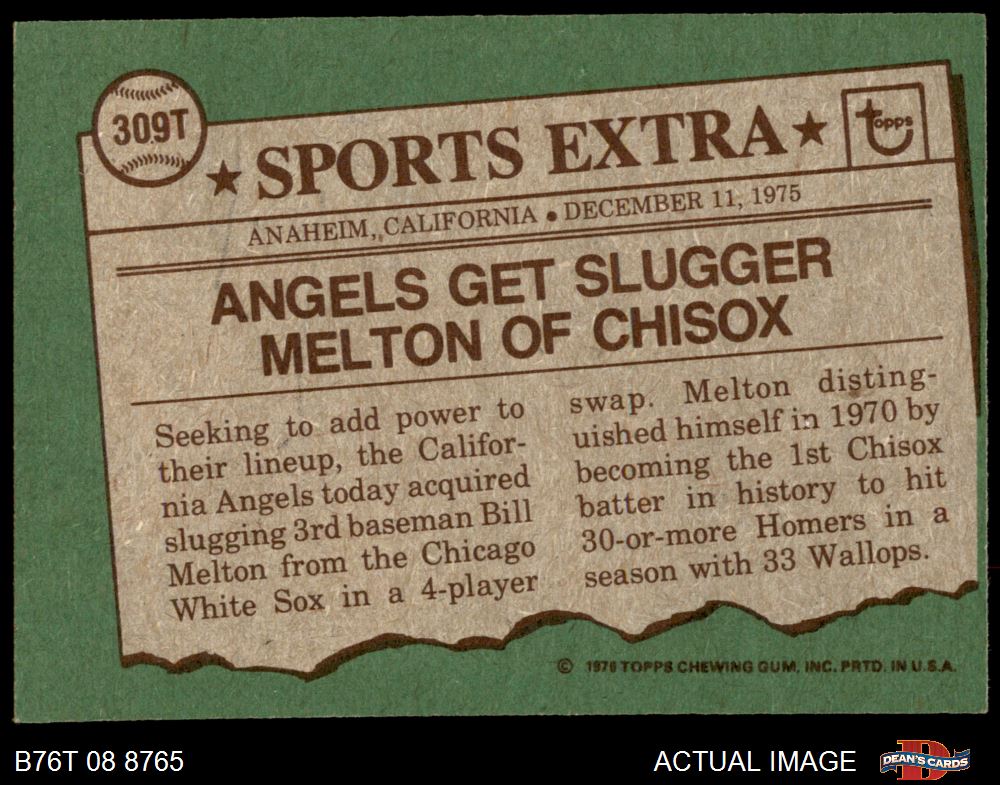 309T
★ SPORTS EXTRA ★
Topps
ANAHEIM, CALIFORNIA • DECEMBER 11, 1975
ANGELS GET SLUGGER
MELTON OF CHISOX
Seeking to add power to
their lineup, the Califor-
nia Angels today acquired
slugging 3rd baseman Bill
Melton from the Chicago
White Sox in a 4-player
swap. Melton disting-
uished himself in 1970 by
becoming the 1st Chisox
batter in history to hit
30-or-more Homers in a
season with 33 Wallops.
© 1976 TOPPS CHEWING GUM, INC. PRTD. IN U.S.A.
B76T 08 8765
ACTUAL IMAGE
DEAN'S CARDS